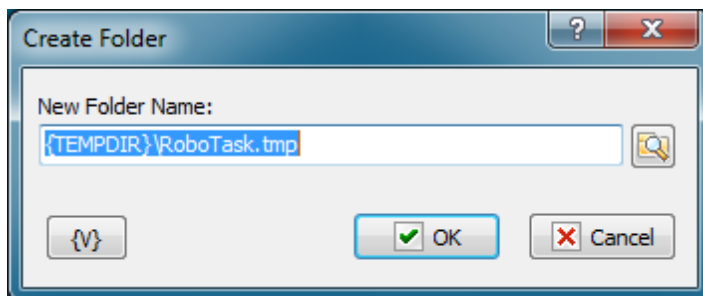 Create Folder
?
New Folder Name:
{TEMPDIR}\RoboTask.tmp
{V}
OK
Cancel